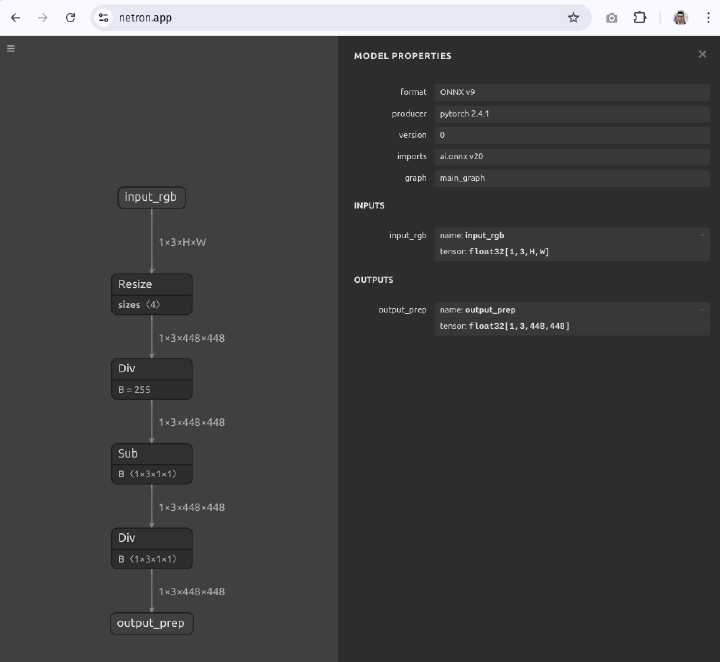 netron.app
input_rgb
1×3×H×W
Resize
sizes 〈4〉
1×3×448×448
Div
B = 255
1×3×448×448
Sub
B 〈1×3×1×1〉
1×3×448×448
Div
B 〈1×3×1×1〉
1×3×448×448
output_prep
MODEL PROPERTIES
format ONNX v9
producer pytorch 2.4.1
version 0
imports ai.onnx v20
graph main_graph
INPUTS
input_rgb name: input_rgb -
tensor: float32[1,3,H,W]
OUTPUTS
output_prep name: output_prep -
tensor: float32[1,3,448,448]